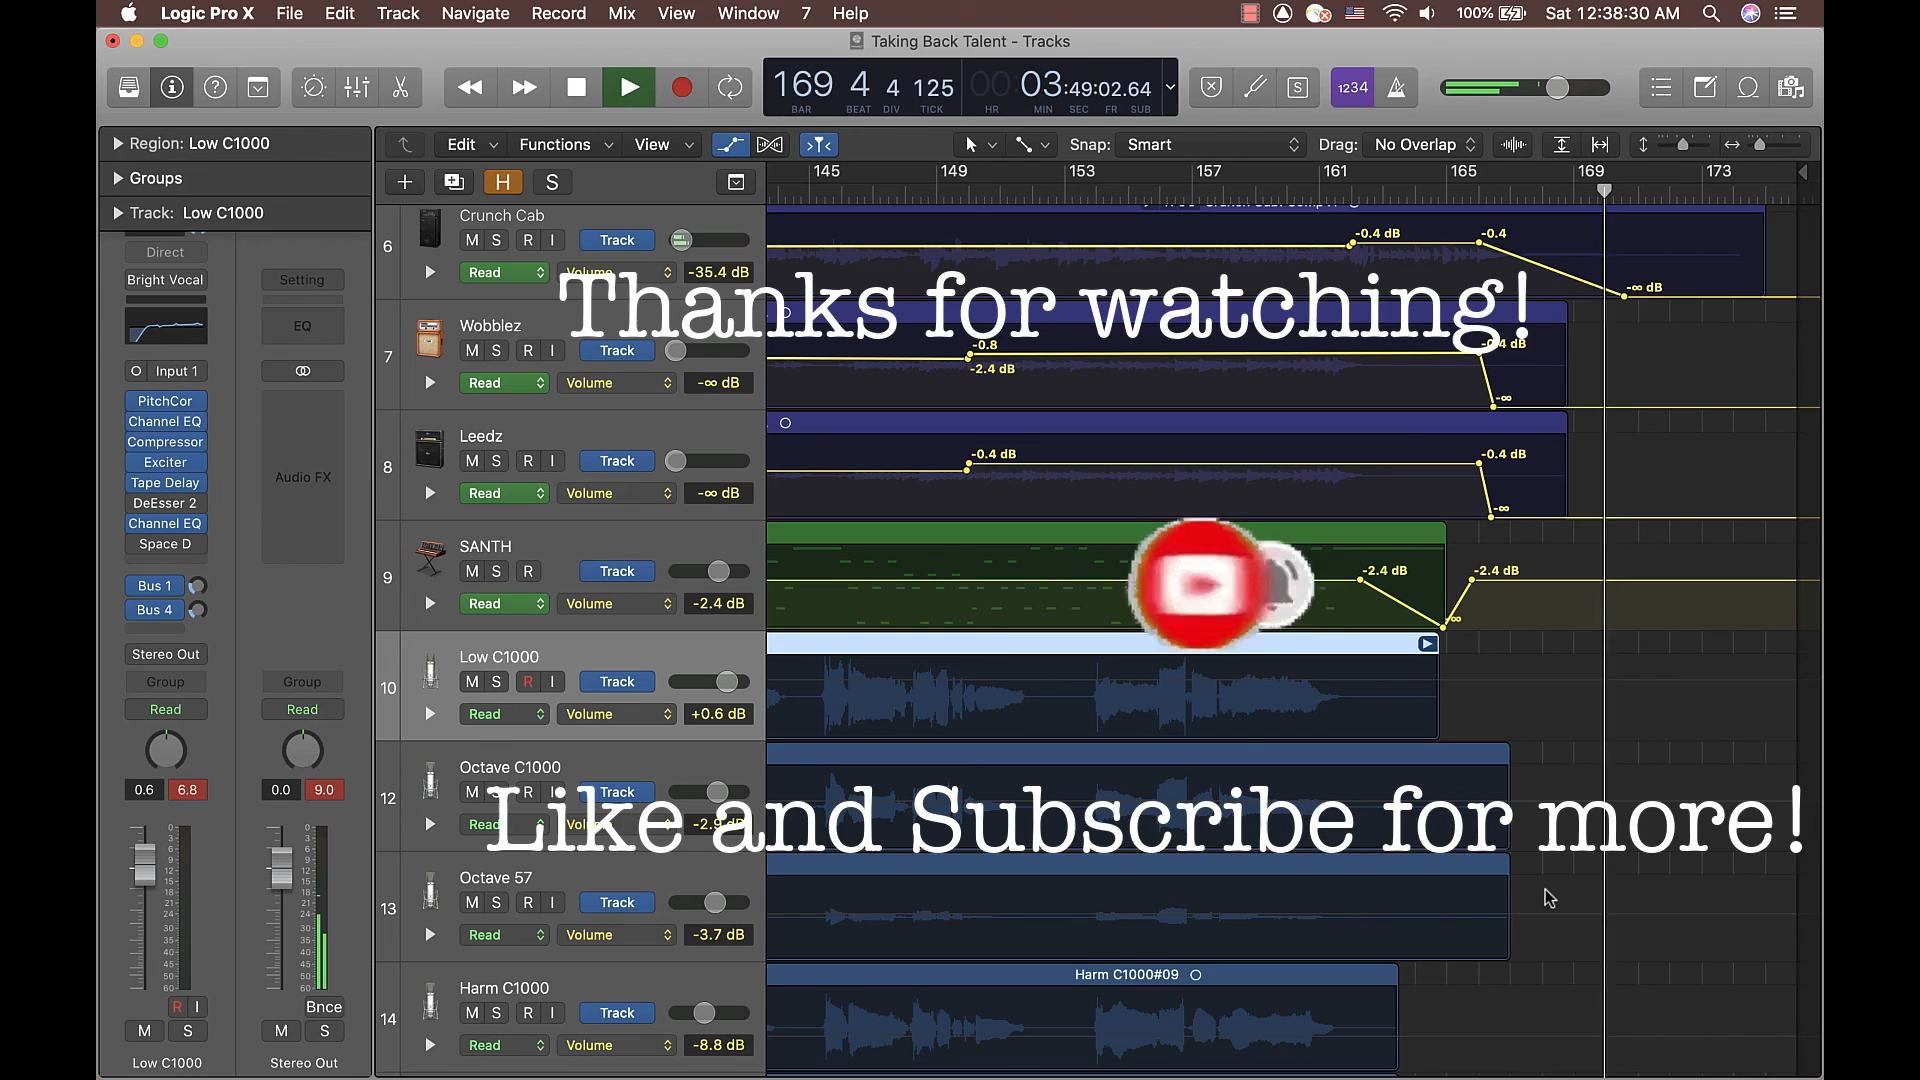 Logic Pro X File Edit Track Navigate Record Mix View Window 7 Help 100% Sat 12:38:30 AM
Taking Back Talent - Tracks
169 4 4 125 03:49:02.64 1234
BAR BEAT DIV TICK HR MIN SEC FR SUB
Region: Low C1000
Groups
Track: Low C1000
Edit Functions View Snap: Smart Drag: No Overlap
H S 145 149 153 157 161 165 169 173
Direct
Bright Vocal Setting
EQ
Input 1
PitchCor
Channel EQ
Compressor
Exciter
Tape Delay
Audio FX
DeEsser 2
Channel EQ
Space D
Bus 1
Bus 4
Stereo Out
Group Group
Read Read
0.6 6.8 0.0 9.0
R I Bnce
M S M S
Low C1000 Stereo Out
6 Crunch Cab
M S R I Track
Read Volume -35.4 dB
-0.4 dB -0.4 -∞ dB
Thanks for watching!
7 Wobblez
M S R I Track
Read Volume -∞ dB
-0.8 -2.4 dB -0.4 dB -∞
8 Leedz
M S R I Track
Read Volume -∞ dB
-0.4 dB -0.4 dB -∞
9 SANTH
M S R Track
Read Volume -2.4 dB
-2.4 dB -2.4 dB
10 Low C1000
M S R I Track
Read Volume +0.6 dB
12 Octave C1000
M S R I Track
Read Volume -2.9 dB
Like and Subscribe for more!
13 Octave 57
M S R I Track
Read Volume -3.7 dB
14 Harm C1000
M S R I Track
Read Volume -8.8 dB
Harm C1000#09